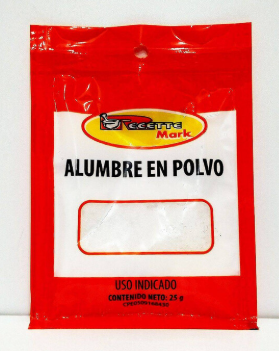 RECETTE
Mark
ALUMBRE EN POLVO
USO INDICADO
CONTENIDO NETO: 25 g